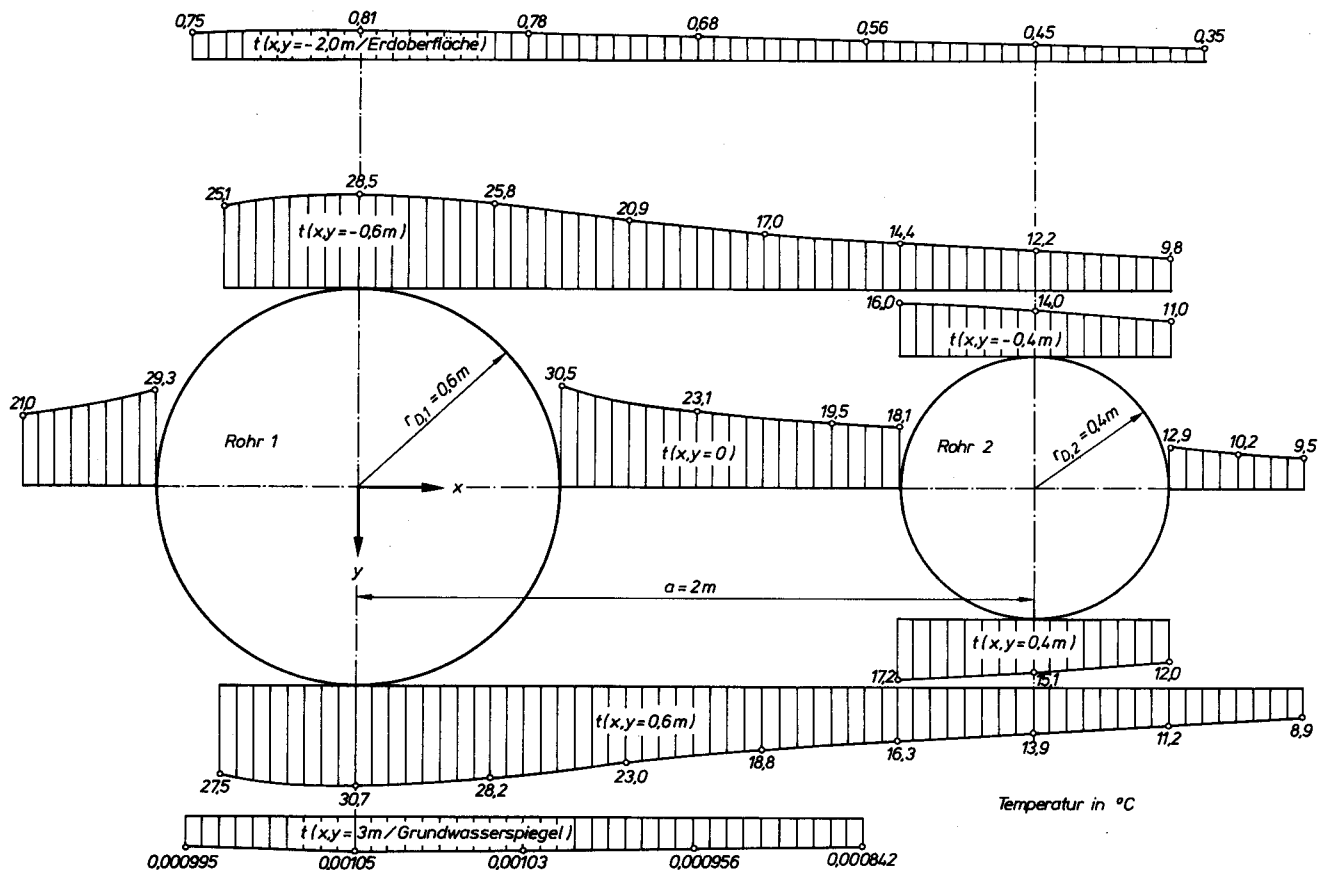 0,75 0,81 0,78 0,68 0,56 0,45 0,35
t(x,y=-2,0m/Erdoberfläche)
25,1 28,5 25,8 20,9 17,0 14,4 12,2 9,8
t(x,y=-0,6m)
16,0 14,0 11,0
t(x,y=-0,4m)
21,0 29,3 30,5 23,1 19,5 18,1 12,9 10,2 9,5
r_D,1=0,6m
r_D,2=0,4m
Rohr 1
t(x,y=0)
Rohr 2
x
y
a=2m
t(x,y=0,4m)
17,2 15,1 12,0
t(x,y=0,6m)
27,5 30,7 28,2 23,0 18,8 16,3 13,9 11,2 8,9
Temperatur in °C
t(x,y=3m/Grundwasserspiegel)
0,000995 0,00105 0,00103 0,000956 0,000842